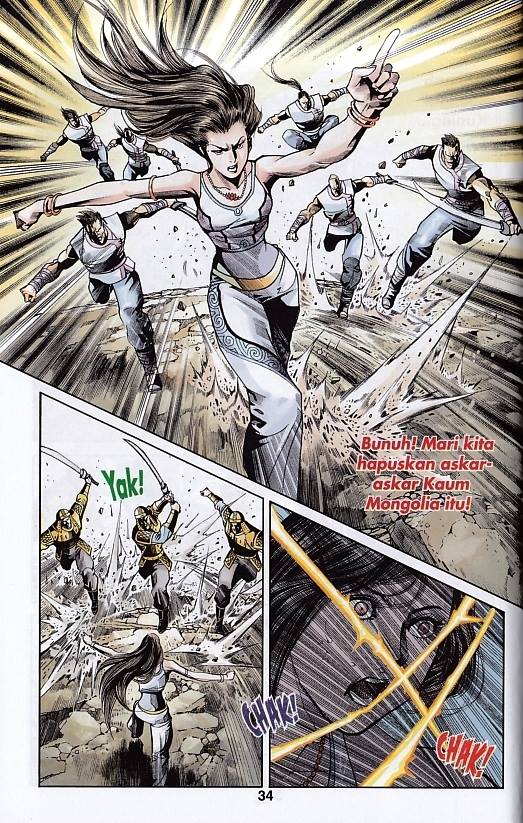 Bunuh! Mari kita
hapuskan askar-
askar Kaum
Mongolia itu!
Yak!
CHAK!
CHAK!
34